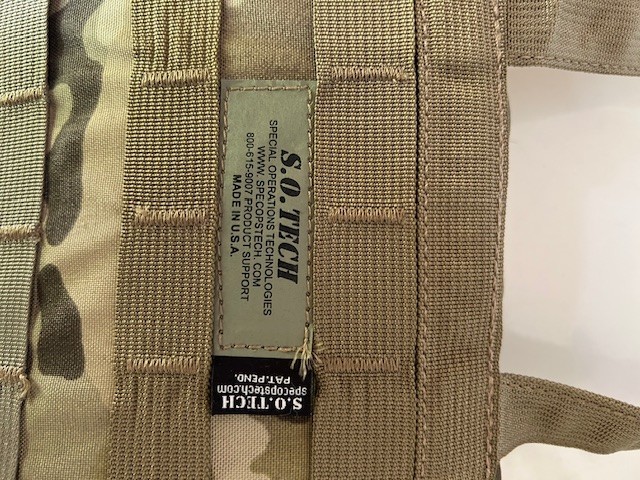 S.O.TECH
SPECIAL OPERATIONS TECHNOLOGIES
WWW.SPECOPSTECH.COM
800-615-9007 PRODUCT SUPPORT
MADE IN U.S.A.
S.O.TECH
specopstech.com
PAT.PEND.